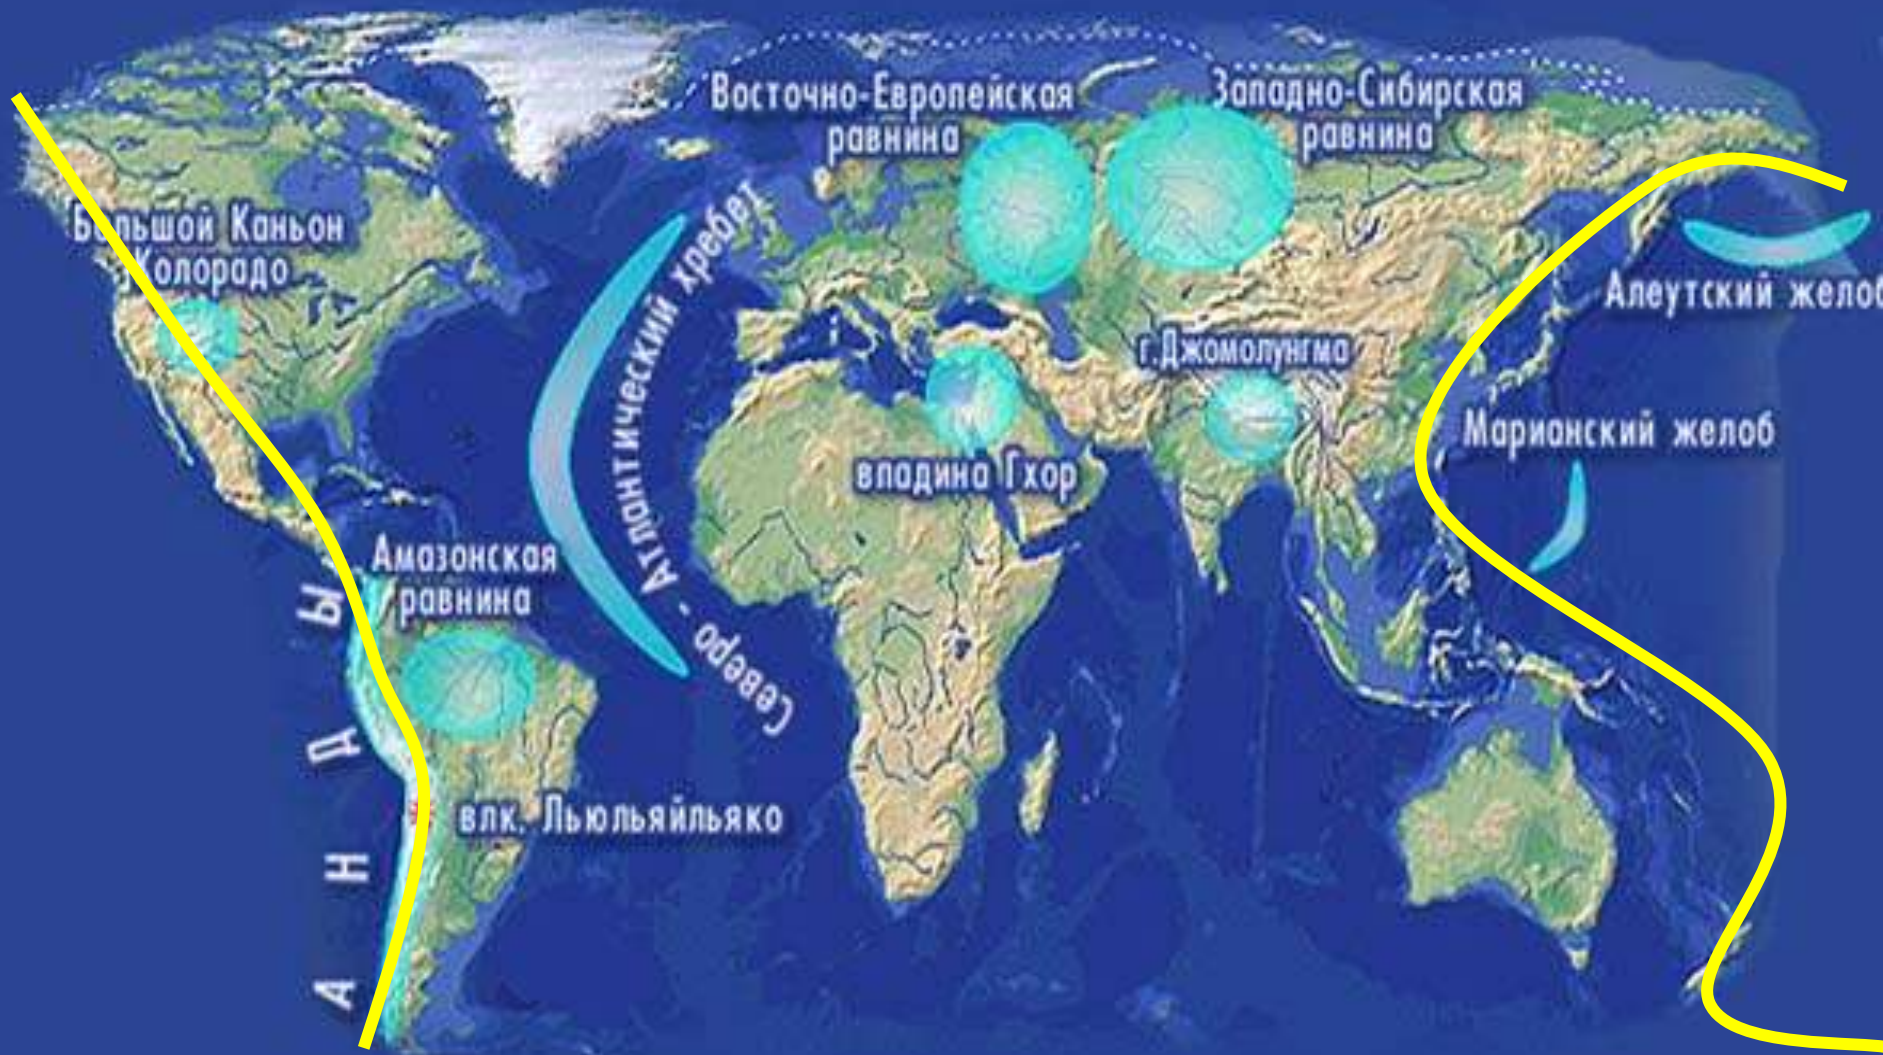 Восточно-Европейская
равнина
Западно-Сибирская
равнина
Большой Каньон
Колорадо
Северо - Атлантический хребет
Алеутский желоб
г.Джомолунгма
Марианский желоб
владина Гхор
Амазонская
равнина
влк. Льюльяйльяко
АНДЫ